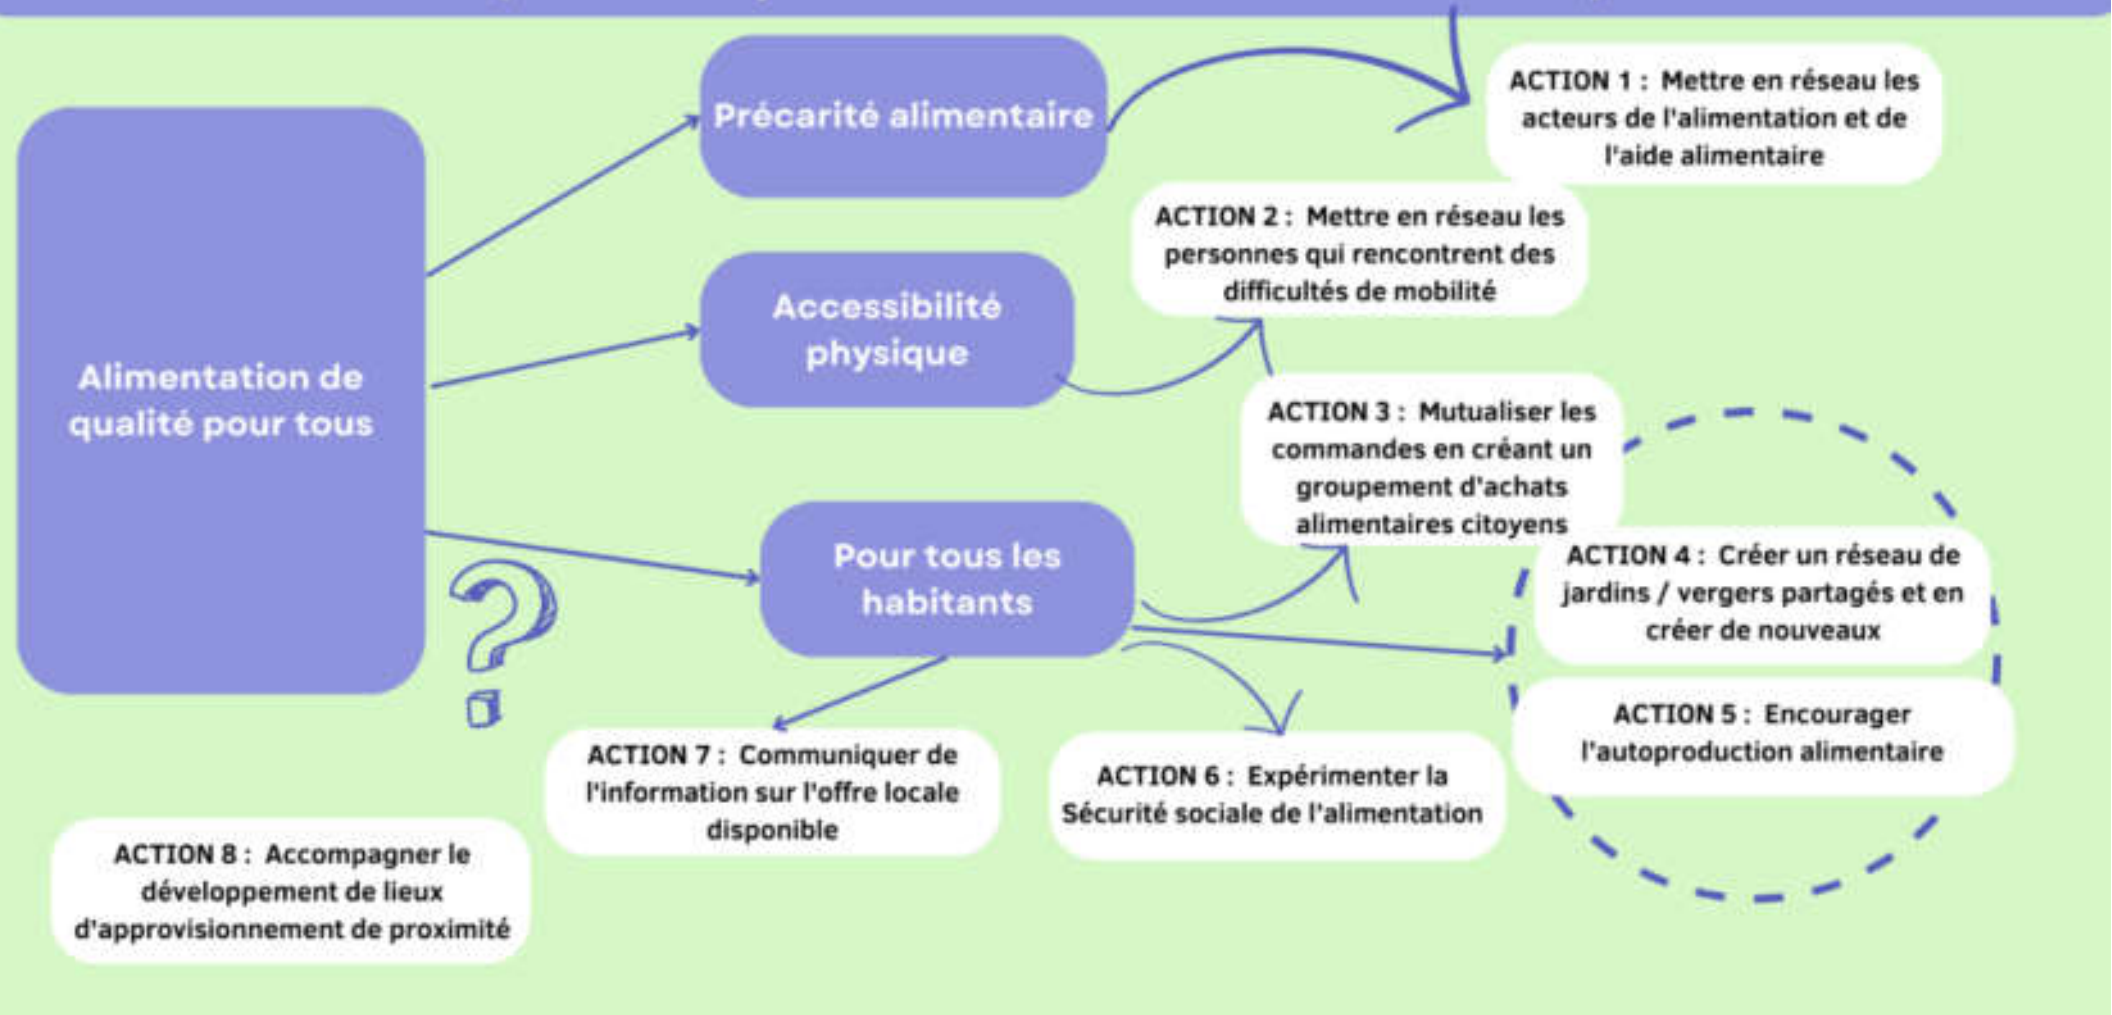 Précarité alimentaire
ACTION 1 : Mettre en réseau les
acteurs de l'alimentation et de
l'aide alimentaire
ACTION 2 : Mettre en réseau les
personnes qui rencontrent des
difficultés de mobilité
Accessibilité
physique
Alimentation de
qualité pour tous
ACTION 3 : Mutualiser les
commandes en créant un
groupement d'achats
alimentaires citoyens
Pour tous les
habitants
ACTION 4 : Créer un réseau de
jardins / vergers partagés et en
créer de nouveaux
?
ACTION 5 : Encourager
l'autoproduction alimentaire
ACTION 7 : Communiquer de
l'information sur l'offre locale
disponible
ACTION 6 : Expérimenter la
Sécurité sociale de l'alimentation
ACTION 8 : Accompagner le
développement de lieux
d'approvisionnement de proximité